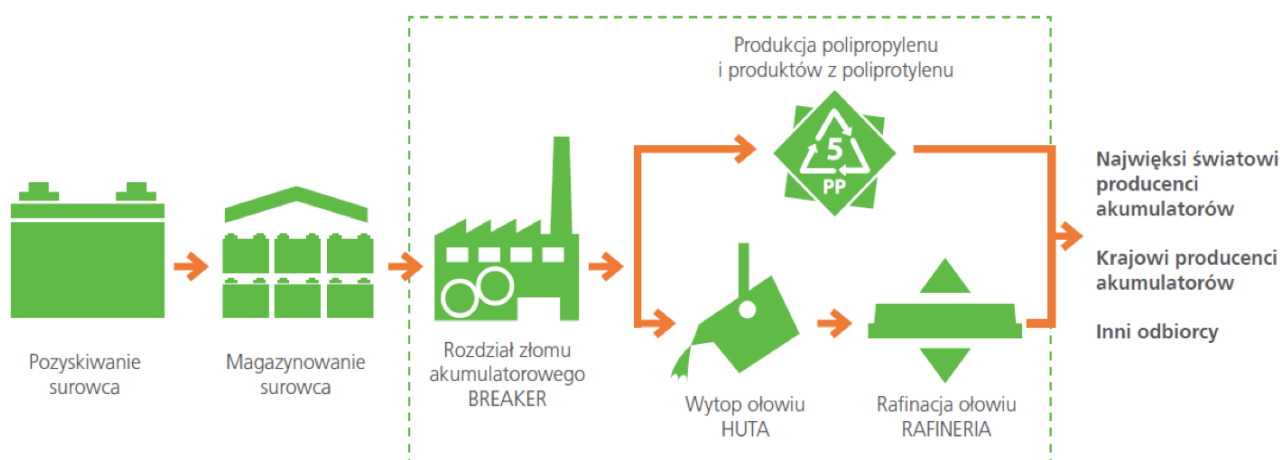 Produkcja polipropylenu
i produktów z poliprotylenu
5
PP
Pozyskiwanie
surowca
Magazynowanie
surowca
Rozdział złomu
akumulatorowego
BREAKER
Wytop ołowiu
HUTA
Rafinacja ołowiu
RAFINERIA
Najwięksi światowi
producenci
akumulatorów
Krajowi producenci
akumulatorów
Inni odbiorcy